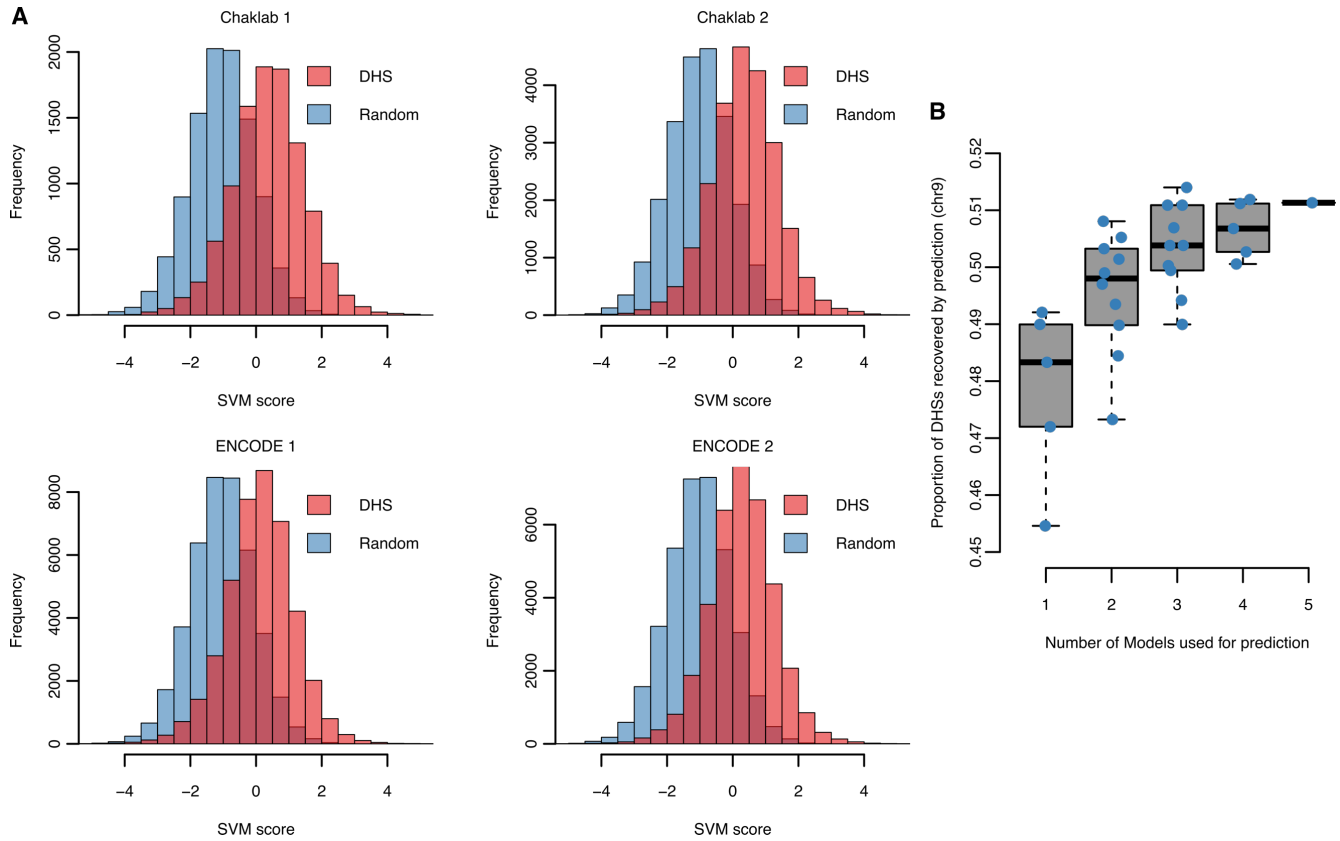 A
Chaklab 1
Frequency
0 500 1000 1500 2000
DHS
Random
−4 −2 0 2 4
SVM score
Chaklab 2
Frequency
0 1000 2000 3000 4000
DHS
Random
−4 −2 0 2 4
SVM score
ENCODE 1
Frequency
0 2000 4000 6000 8000
DHS
Random
−4 −2 0 2 4
SVM score
ENCODE 2
Frequency
0 2000 4000 6000
DHS
Random
−4 −2 0 2 4
SVM score
B
Proportion of DHSs recovered by prediction (chr9)
0.45 0.46 0.47 0.48 0.49 0.50 0.51 0.52
1 2 3 4 5
Number of Models used for prediction